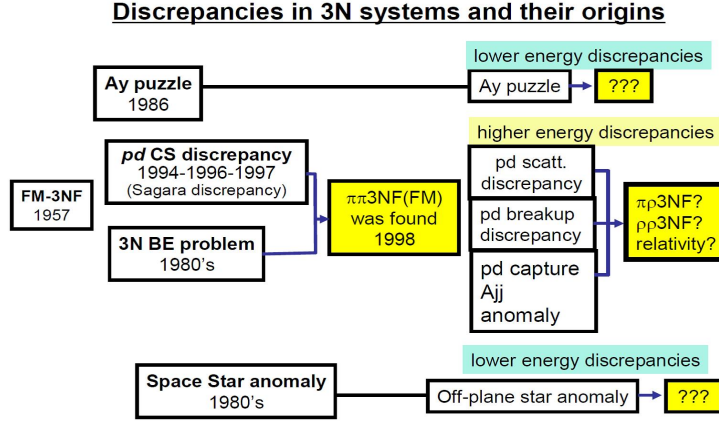 Discrepancies in 3N systems and their origins
lower energy discrepancies
Ay puzzle
1986
Ay puzzle
???
higher energy discrepancies
pd CS discrepancy
1994-1996-1997
(Sagara discrepancy)
FM-3NF
1957
3N BE problem
1980's
ππ3NF(FM)
was found
1998
pd scatt.
discrepancy
pd breakup
discrepancy
pd capture
Ajj
anomaly
πρ3NF?
ρρ3NF?
relativity?
lower energy discrepancies
Space Star anomaly
1980's
Off-plane star anomaly
???